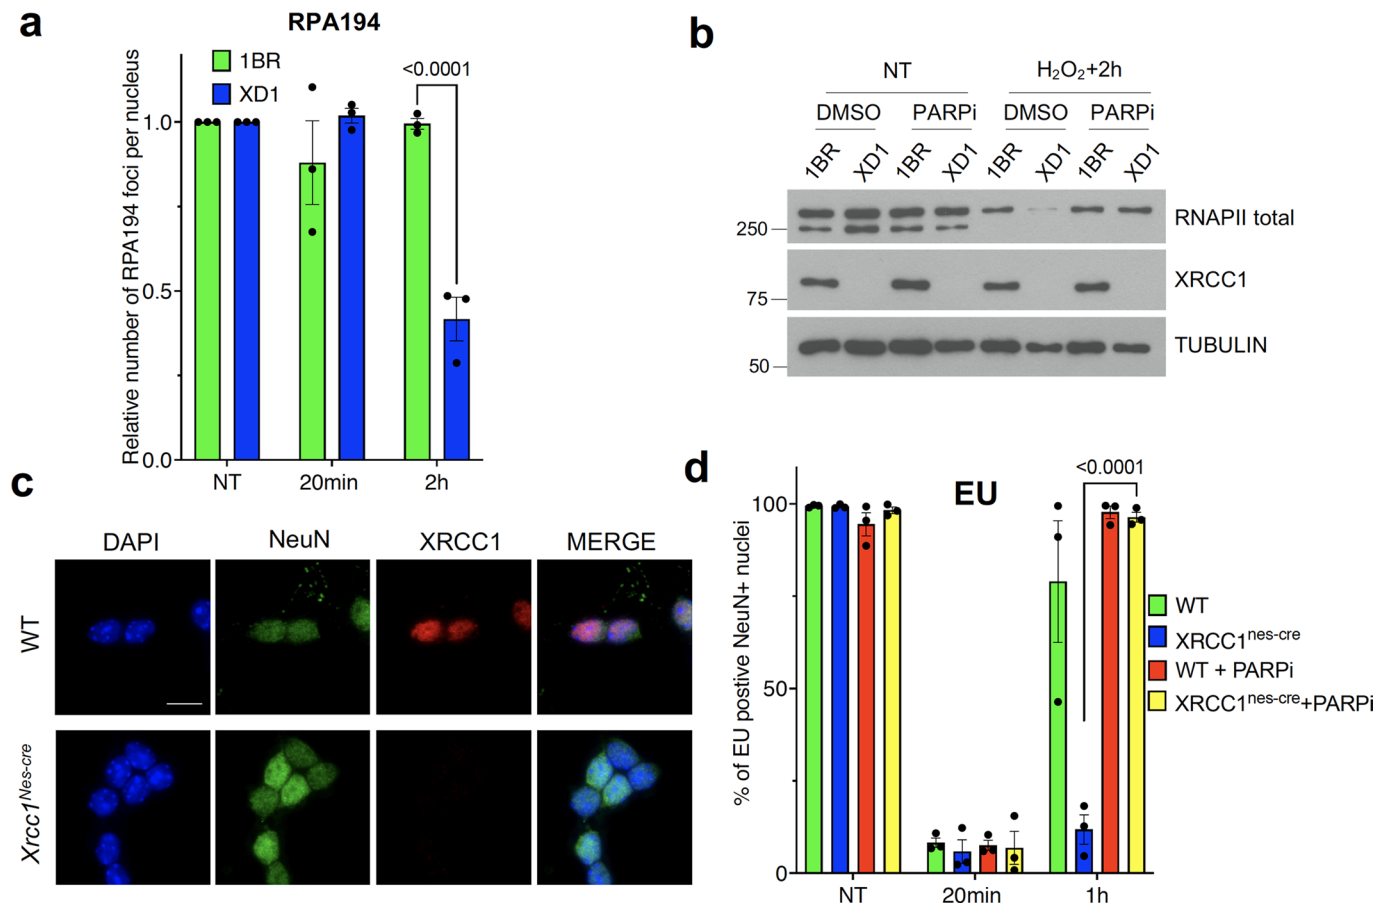 a
RPA194
1BR
XD1
<0.0001
Relative number of RPA194 foci per nucleus
1.0
0.5
0.0
NT
20min
2h
b
NT
H₂O₂+2h
DMSO
PARPi
DMSO
PARPi
1BR
XD1
1BR
XD1
1BR
XD1
1BR
XD1
250
RNAPII total
75
XRCC1
50
TUBULIN
c
DAPI
NeuN
XRCC1
MERGE
WT
Xrcc1ᴺᵉˢ⁻ᶜʳᵉ
d
EU
<0.0001
% of EU postive NeuN+ nuclei
100
50
0
NT
20min
1h
WT
XRCC1ⁿᵉˢ⁻ᶜʳᵉ
WT + PARPi
XRCC1ⁿᵉˢ⁻ᶜʳᵉ+PARPi